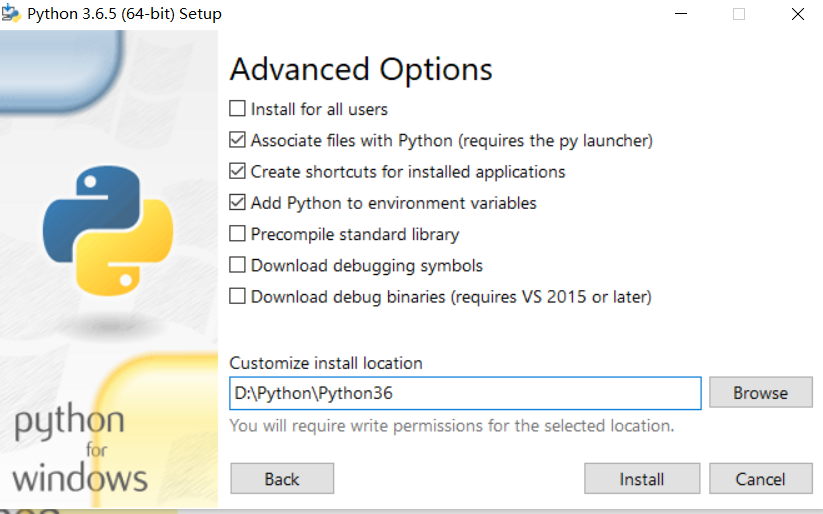 Python 3.6.5 (64-bit) Setup
Advanced Options
Install for all users
Associate files with Python (requires the py launcher)
Create shortcuts for installed applications
Add Python to environment variables
Precompile standard library
Download debugging symbols
Download debug binaries (requires VS 2015 or later)
Customize install location
D:\Python\Python36
Browse
You will require write permissions for the selected location.
python
for
windows
Back
Install
Cancel